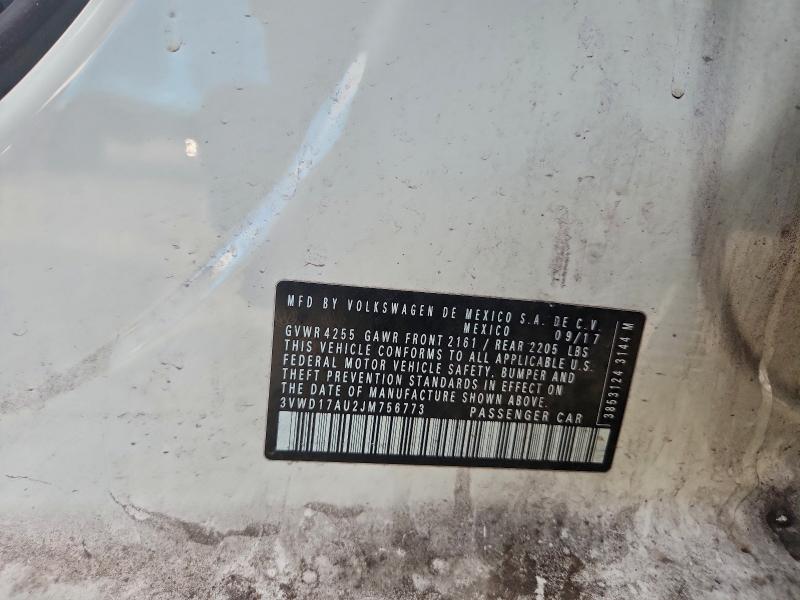 MFD BY VOLKSWAGEN DE MEXICO S.A. DE C.V.
MEXICO 09/17
GVWR 4255 GAWR FRONT 2161 / REAR 2205 LBS
THIS VEHICLE CONFORMS TO ALL APPLICABLE U.S.
FEDERAL MOTOR VEHICLE SAFETY, BUMPER AND
THEFT PREVENTION STANDARDS IN EFFECT ON
THE DATE OF MANUFACTURE SHOWN ABOVE.
3VWD17AU2JM756773 PASSENGER CAR
3853124 3144 M